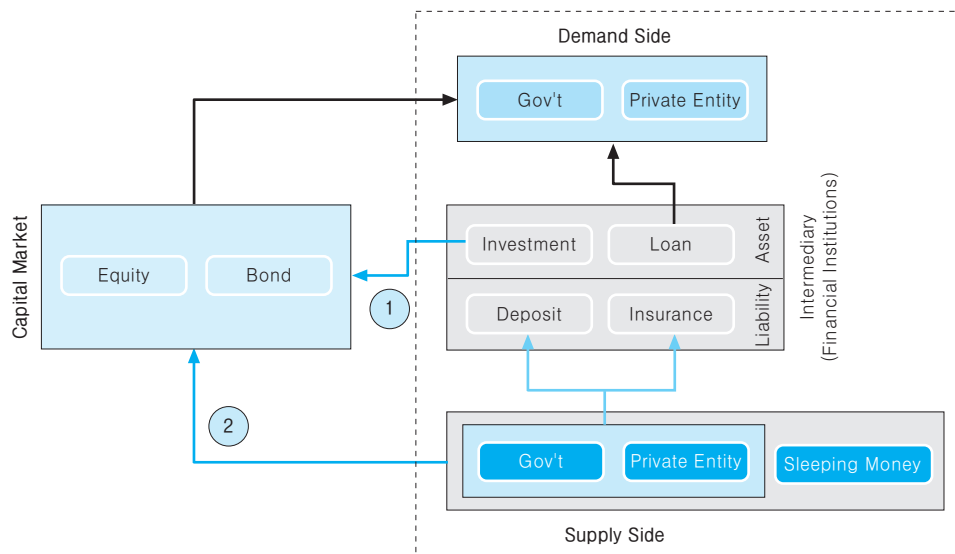 Demand Side
Gov't
Private Entity
Capital Market
Equity
Bond
Investment
Loan
Asset
Deposit
Insurance
Liability
Intermediary
(Financial Institutions)
1
2
Gov't
Private Entity
Sleeping Money
Supply Side